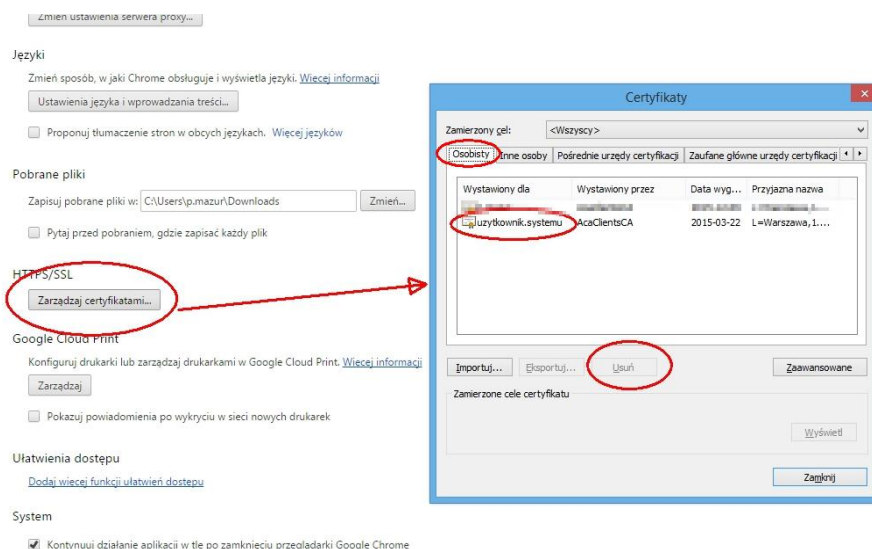 Zmień ustawienia serwera proxy...
Języki
Zmień sposób, w jaki Chrome obsługuje i wyświetla języki. Więcej informacji
Ustawienia języka i wprowadzania treści...
Proponuj tłumaczenie stron w obcych językach. Więcej języków
Pobrane pliki
Zapisuj pobrane pliki w: C:\Users\p.mazur\Downloads Zmień...
Pytaj przed pobraniem, gdzie zapisać każdy plik
HTTPS/SSL
Zarządzaj certyfikatami...
Google Cloud Print
Konfiguruj drukarki lub zarządzaj drukarkami w Google Cloud Print. Więcej informacji
Zarządzaj
Pokazuj powiadomienia po wykryciu w sieci nowych drukarek
Ułatwienia dostępu
Dodaj więcej funkcji ułatwień dostępu
System
Kontynuuj działanie aplikacji w tle po zamknięciu przeglądarki Google Chrome
Certyfikaty
Zamierzony cel: <Wszyscy>
Osobisty Inne osoby Pośrednie urzędy certyfikacji Zaufane główne urzędy certyfikacji
Wystawiony dla Wystawiony przez Data wyg... Przyjazna nazwa
uzytkownik.systemu AcaClientsCA 2015-03-22 L=Warszawa,1....
Importuj... Eksportuj... Usuń Zaawansowane
Zamierzone cele certyfikatu
Wyświetl
Zamknij